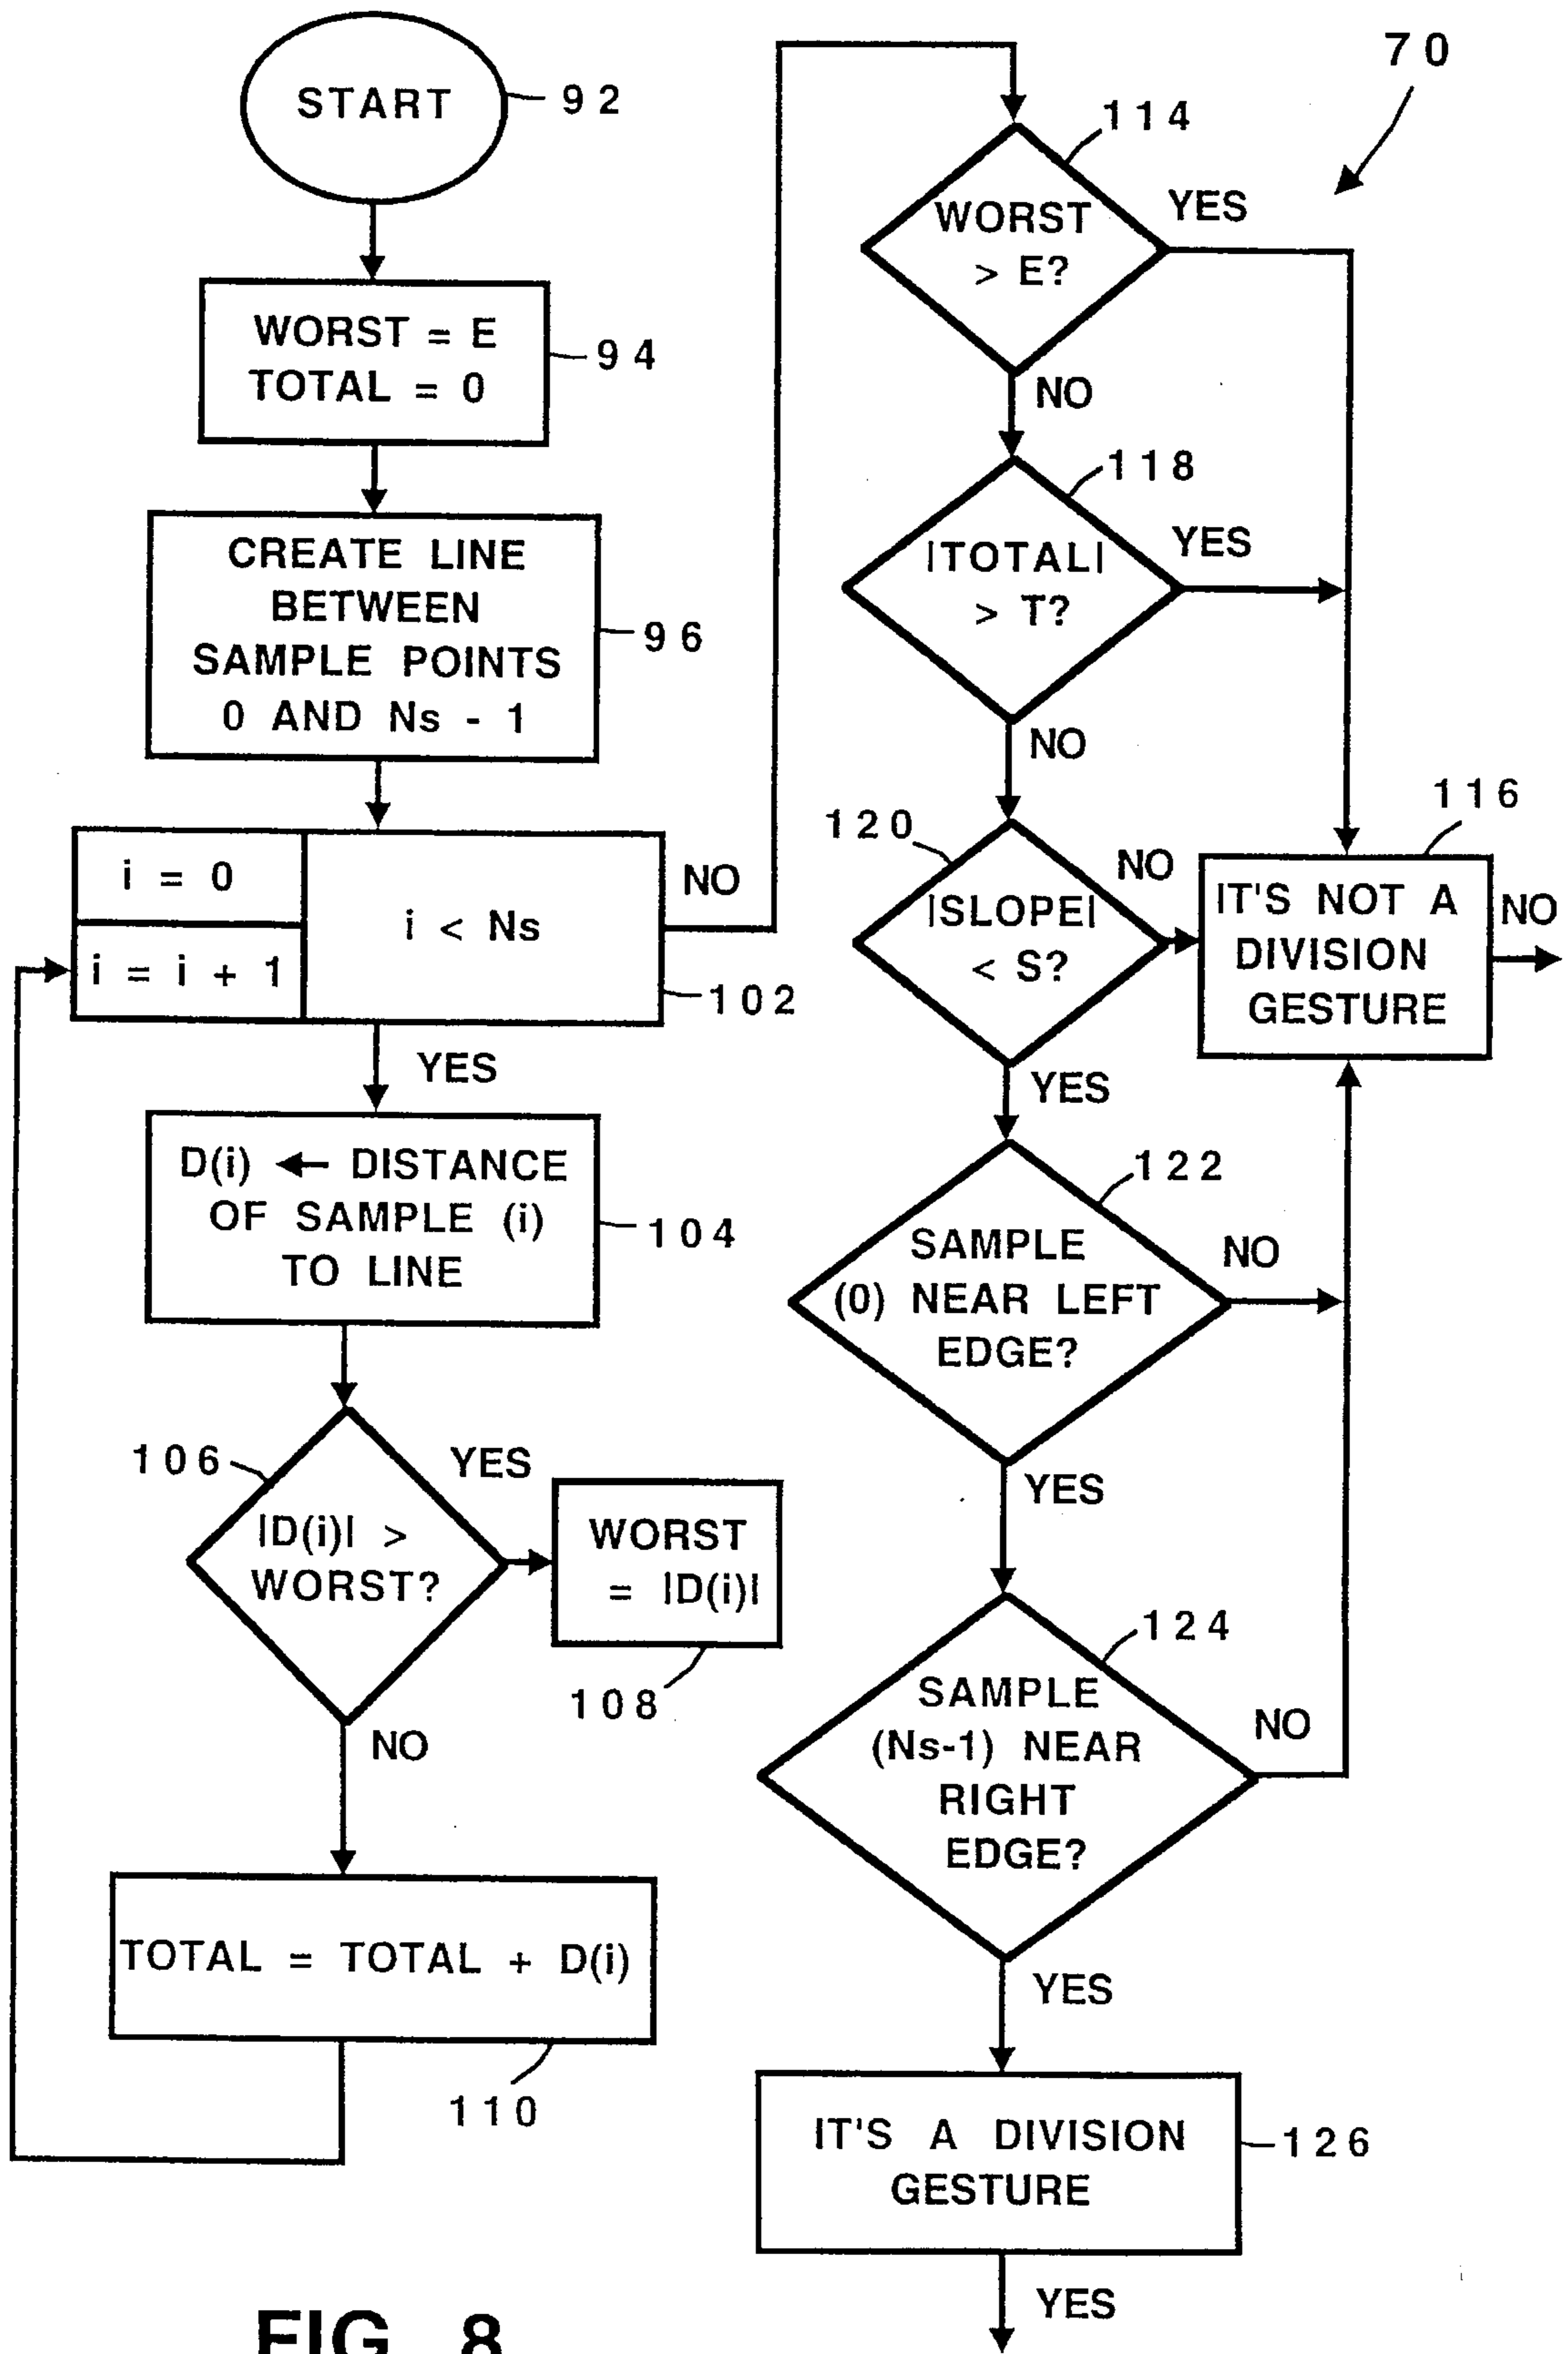 START
92
WORST = E
TOTAL = 0
94
CREATE LINE
BETWEEN
SAMPLE POINTS
0 AND Ns - 1
96
i = 0
i = i + 1
i < Ns
NO
102
YES
D(i) ← DISTANCE
OF SAMPLE (i)
TO LINE
104
106
|D(i)| >
WORST?
YES
WORST
= |D(i)|
108
NO
TOTAL = TOTAL + D(i)
110
70
114
WORST
> E?
YES
NO
118
|TOTAL|
> T?
YES
NO
120
|SLOPE|
< S?
NO
116
IT'S NOT A
DIVISION
GESTURE
NO
YES
122
SAMPLE
(0) NEAR LEFT
EDGE?
NO
YES
124
SAMPLE
(Ns-1) NEAR
RIGHT
EDGE?
NO
YES
IT'S A DIVISION
GESTURE
126
YES
FIG. 8